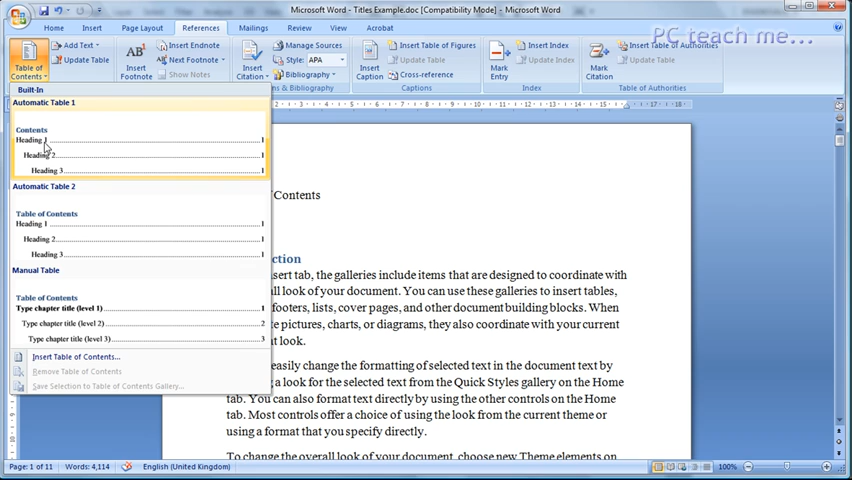 Microsoft Word - Titles Example.doc [Compatibility Mode] - Microsoft Word
PC teach me...
Home Insert Page Layout References Mailings Review View Acrobat
Table of Contents
Add Text
Update Table
AB1
Insert Footnote
Insert Endnote
Next Footnote
Show Notes
Insert Citation
Manage Sources
Style: APA
Bibliography
Insert Caption
Insert Table of Figures
Update Table
Cross-reference
Captions
Mark Entry
Insert Index
Update Index
Index
Mark Citation
Insert Table of Authorities
Update Table
Table of Authorities
Built-In
Automatic Table 1
Contents
Heading 1 1
Heading 2 1
Heading 3 1
Automatic Table 2
Table of Contents
Heading 1 1
Heading 2 1
Heading 3 1
Manual Table
Table of Contents
Type chapter title (level 1) 1
Type chapter title (level 2) 2
Type chapter title (level 3) 3
Insert Table of Contents...
Remove Table of Contents
Save Selection to Table of Contents Gallery...
Contents
ction
nsert tab, the galleries include items that are designed to coordinate with
ll look of your document. You can use these galleries to insert tables,
footers, lists, cover pages, and other document building blocks. When
te pictures, charts, or diagrams, they also coordinate with your current
t look.
easily change the formatting of selected text in the document text by
g a look for the selected text from the Quick Styles gallery on the Home
tab. You can also format text directly by using the other controls on the Home
tab. Most controls offer a choice of using the look from the current theme or
using a format that you specify directly.
To change the overall look of your document, choose new Theme elements on
Page: 1 of 11 Words: 4,114 English (United Kingdom) 100%